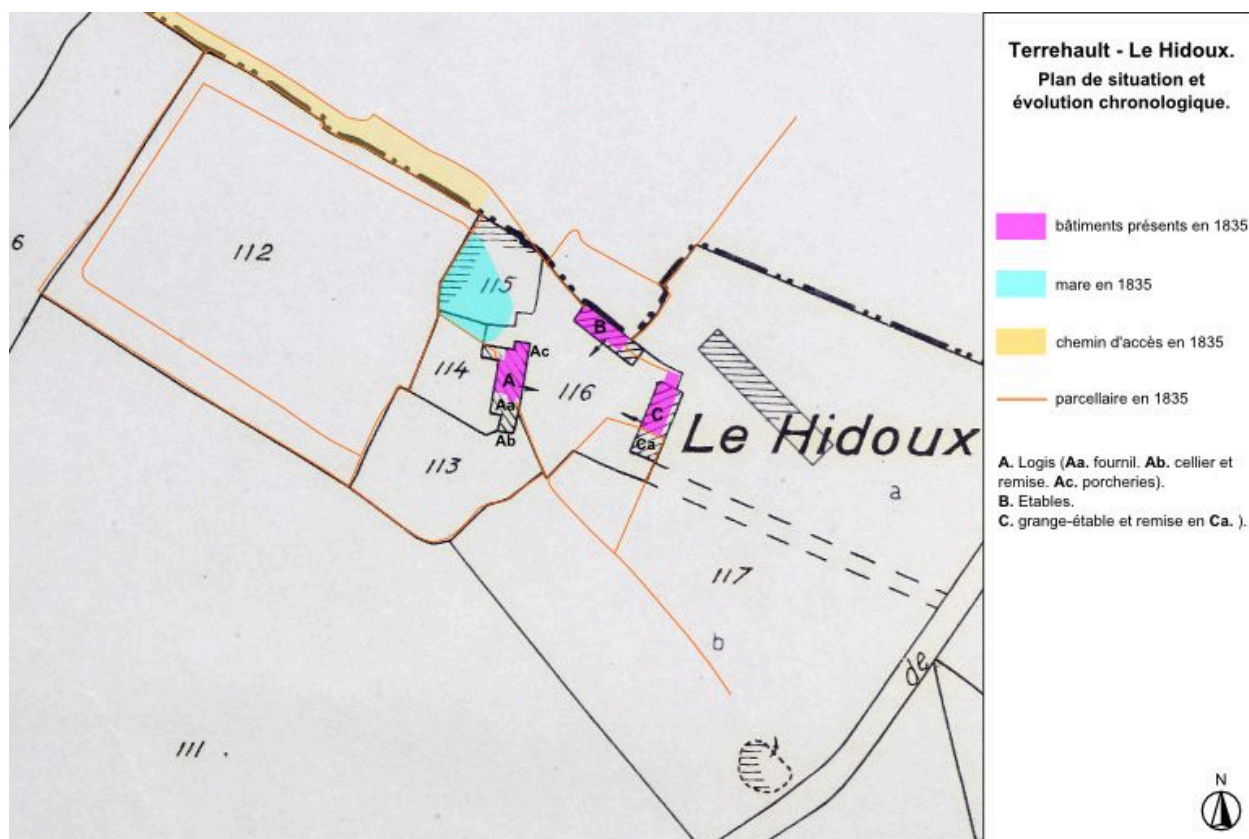 Terrehault - Le Hidoux.
Plan de situation et
évolution chronologique.
bâtiments présents en 1835
mare en 1835
chemin d'accès en 1835
parcellaire en 1835
A. Logis (Aa. fournil. Ab. cellier et
remise. Ac. porcheries).
B. Etables.
C. grange-étable et remise en Ca. ).
N
6
112
115
B
Ac
114
A
116
Aa
C
Ab
Ca
Le Hidoux
113
a
117
b
de
111 .